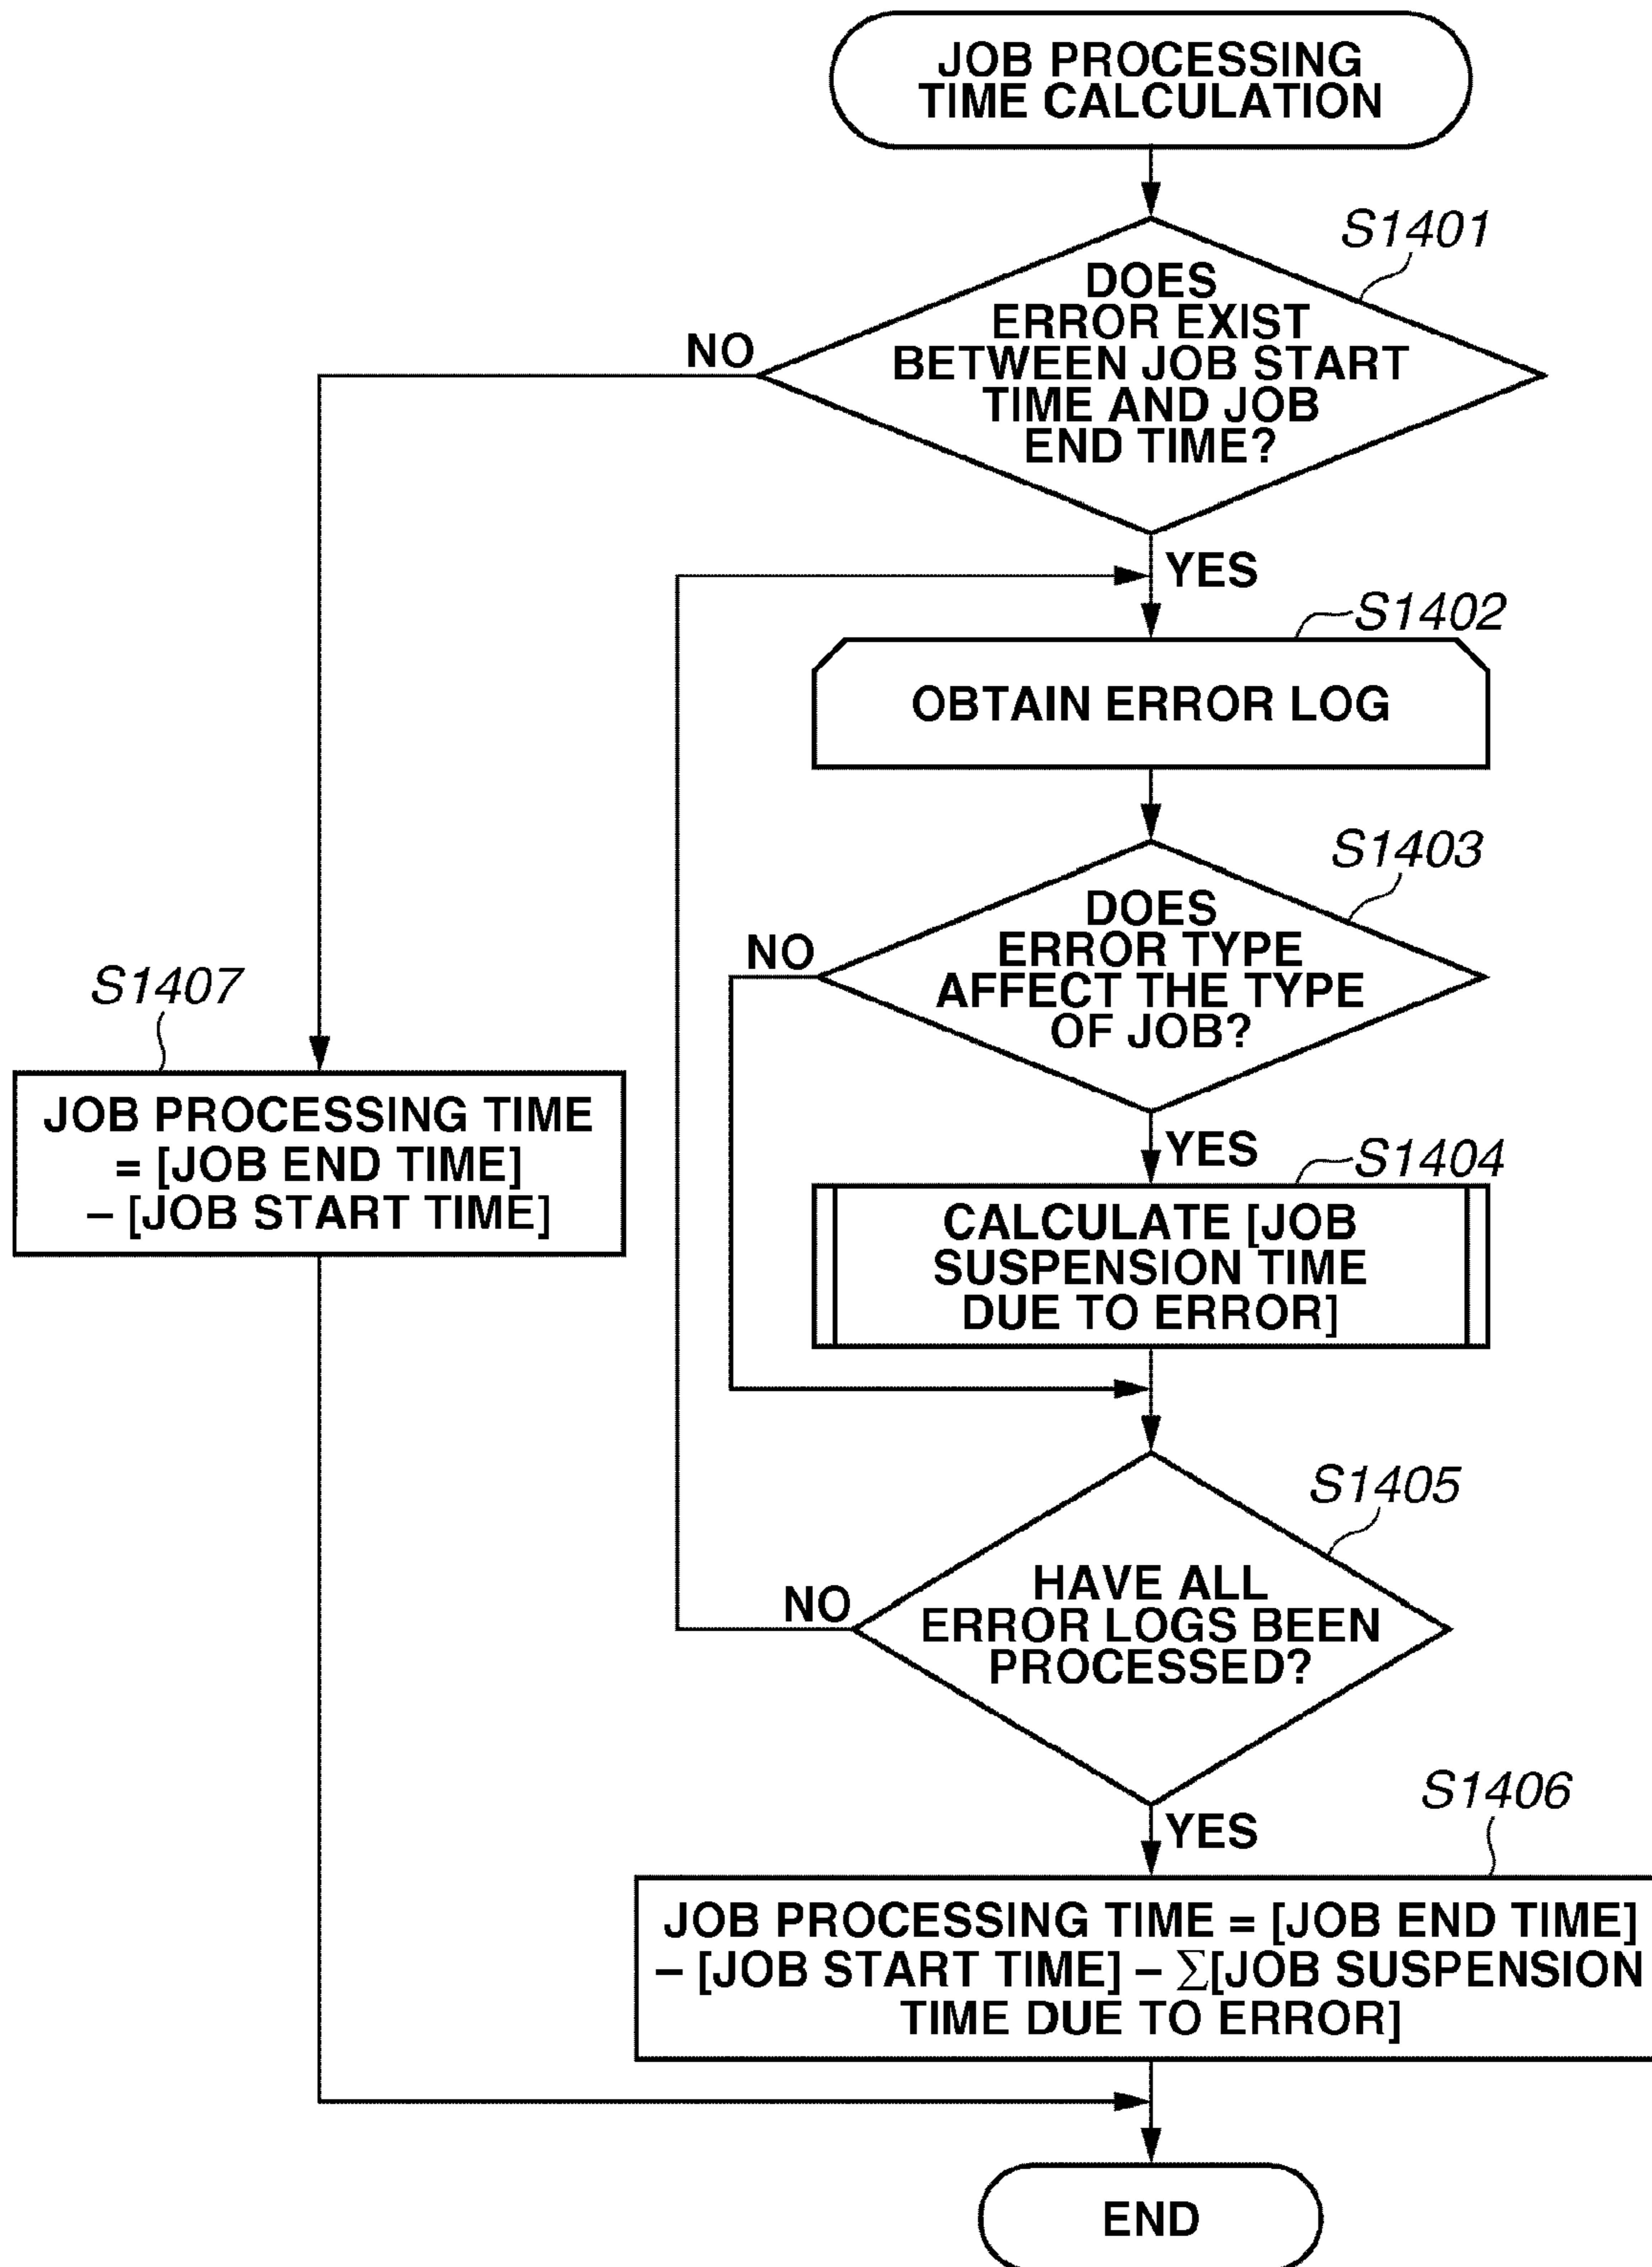 JOB PROCESSING
TIME CALCULATION
S1401
DOES
ERROR EXIST
BETWEEN JOB START
TIME AND JOB
END TIME?
NO
YES
S1402
OBTAIN ERROR LOG
S1403
DOES
ERROR TYPE
AFFECT THE TYPE
OF JOB?
NO
S1407
JOB PROCESSING TIME
= [JOB END TIME]
– [JOB START TIME]
YES
S1404
CALCULATE [JOB
SUSPENSION TIME
DUE TO ERROR]
S1405
HAVE ALL
ERROR LOGS BEEN
PROCESSED?
NO
YES
S1406
JOB PROCESSING TIME = [JOB END TIME]
– [JOB START TIME] – ∑[JOB SUSPENSION
TIME DUE TO ERROR]
END